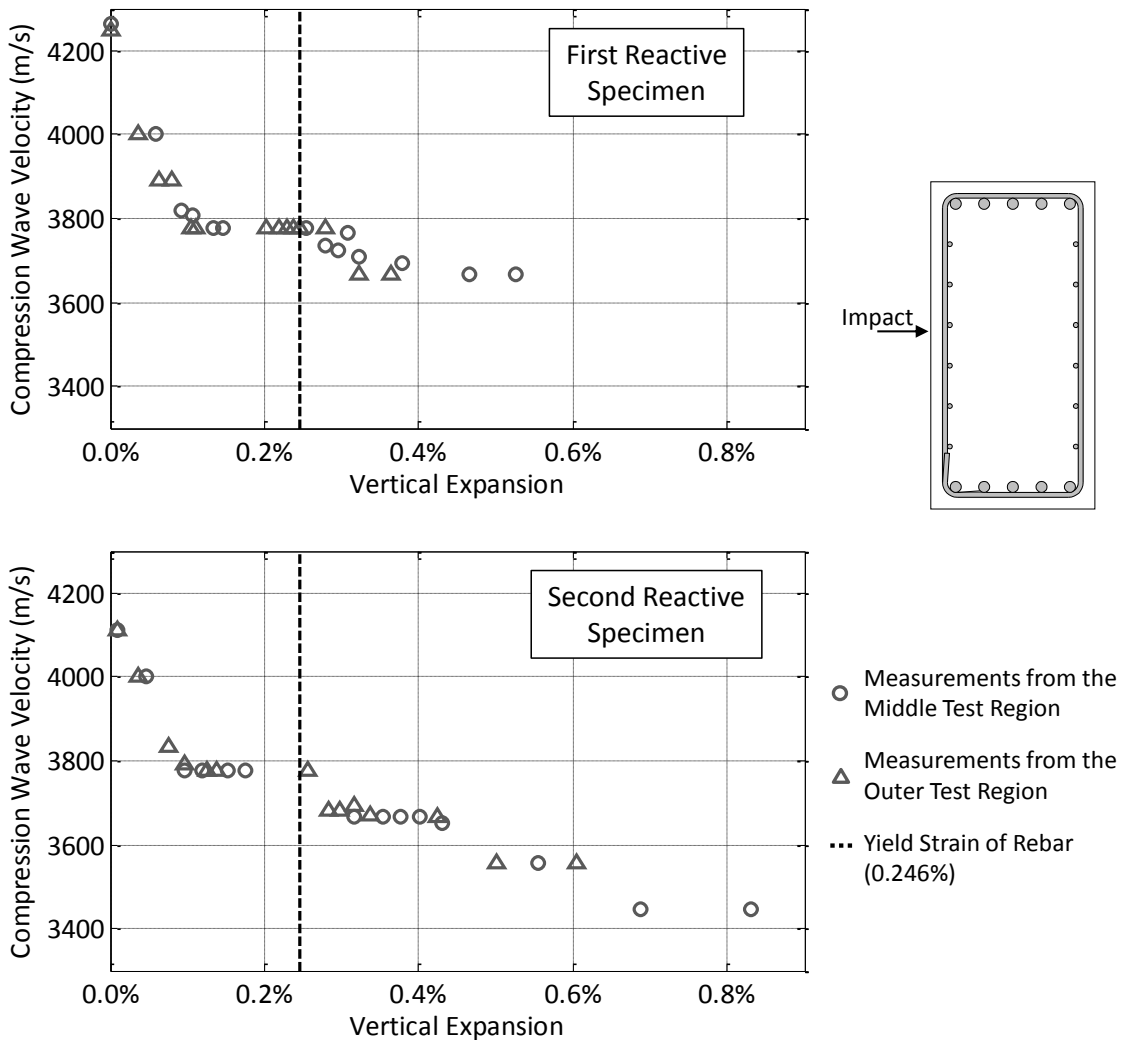 Compression Wave Velocity (m/s)
4200
4000
3800
3600
3400
First Reactive
Specimen
0.0%
0.2%
0.4%
0.6%
0.8%
Vertical Expansion
Impact
Compression Wave Velocity (m/s)
4200
4000
3800
3600
3400
Second Reactive
Specimen
0.0%
0.2%
0.4%
0.6%
0.8%
Vertical Expansion
Measurements from the
Middle Test Region
Measurements from the
Outer Test Region
Yield Strain of Rebar
(0.246%)